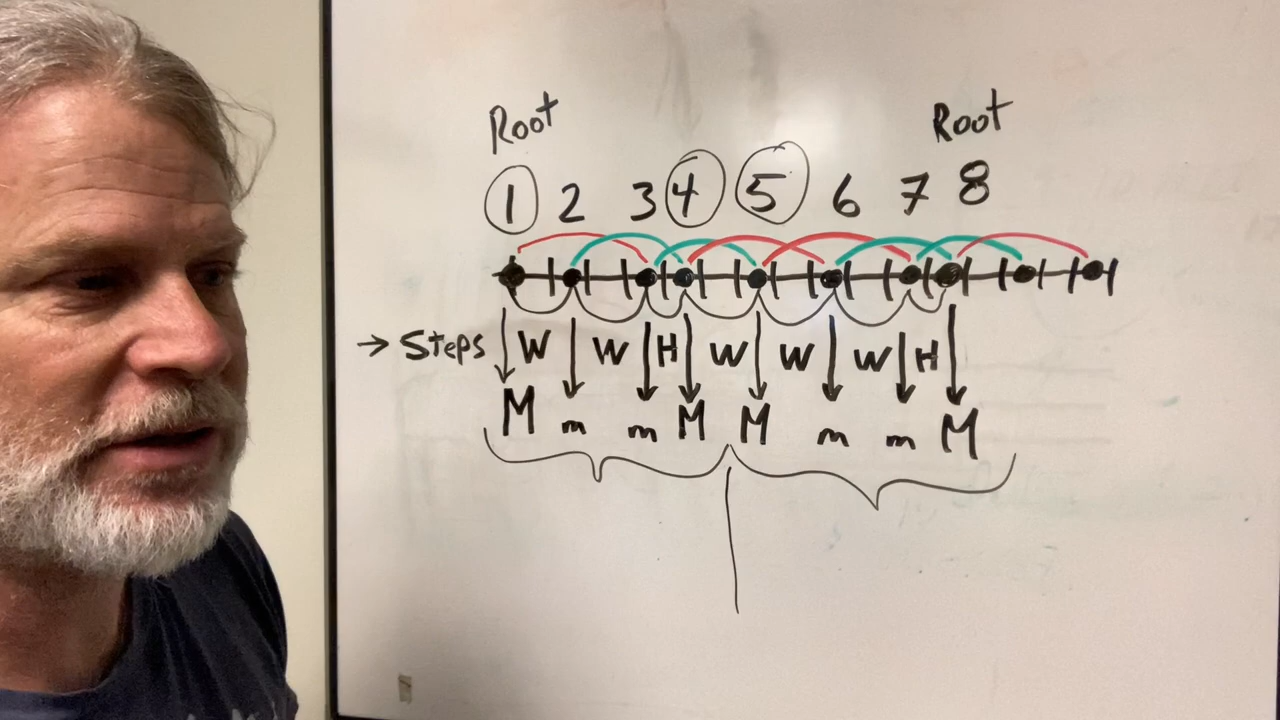 Root Root
1 2 3 4 5 6 7 8
→ Steps W W H W W W H
M m m M M m m M